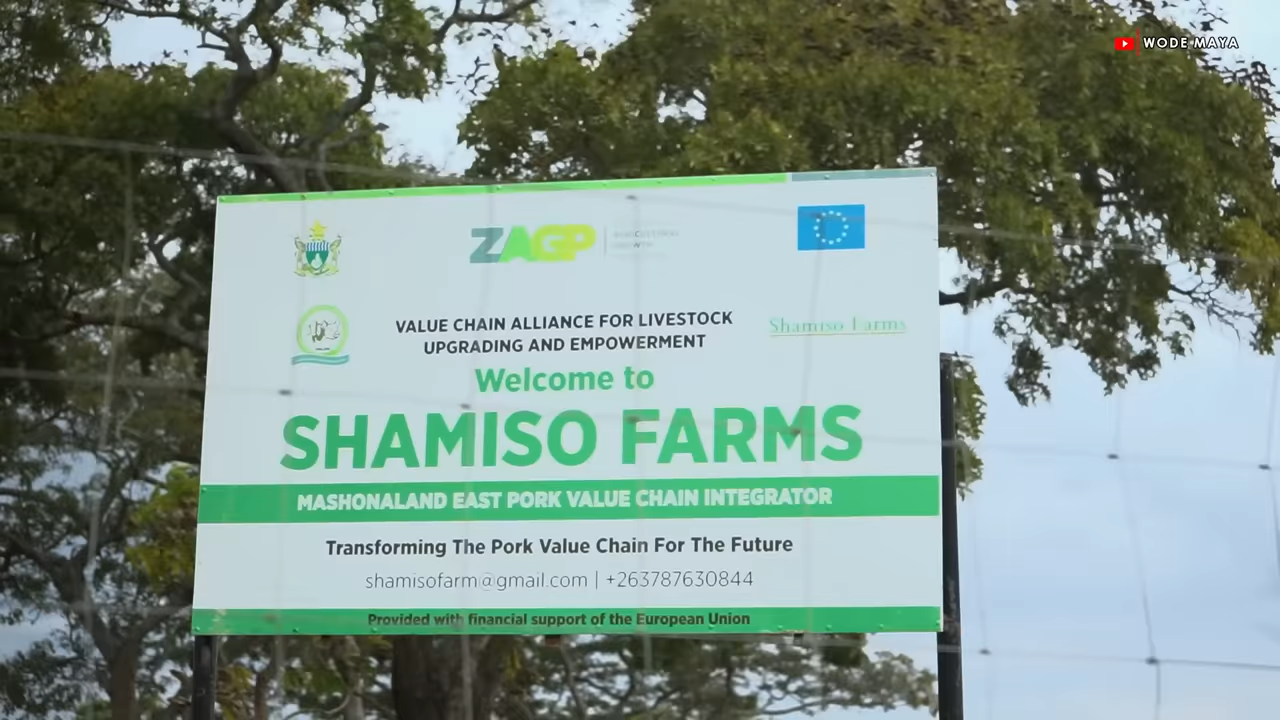 WODE MAYA
ZAGP
VALUE CHAIN ALLIANCE FOR LIVESTOCK
UPGRADING AND EMPOWERMENT
Shamiso Farms
Welcome to
SHAMISO FARMS
MASHONALAND EAST PORK VALUE CHAIN INTEGRATOR
Transforming The Pork Value Chain For The Future
shamisofarm@gmail.com | +263787630844
Provided with financial support of the European Union